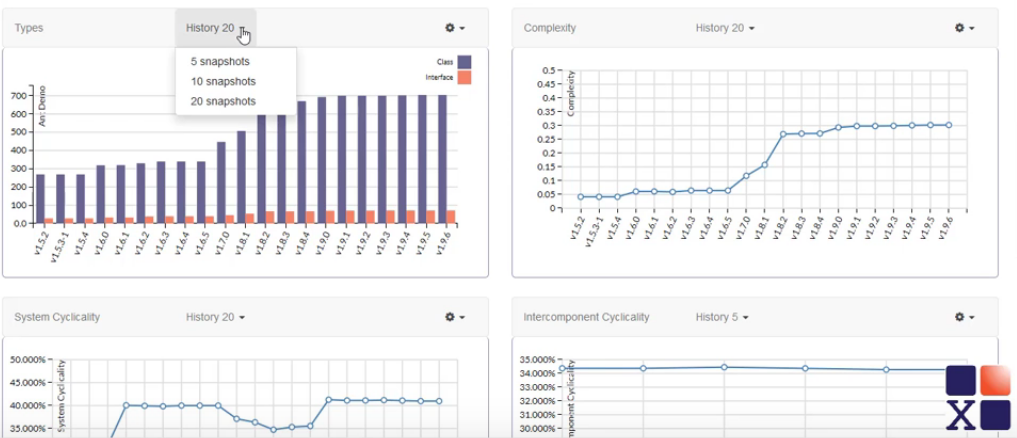 Types
History 20
5 snapshots
10 snapshots
20 snapshots
Class
Interface
Ant Demo
700
600
500
400
300
200
100
0.0
v1.5.2
v1.5.3-1
v1.5.4
v1.6.0
v1.6.1
v1.6.2
v1.6.3
v1.6.4
v1.6.5
v1.7.0
v1.8.1
v1.8.2
v1.8.3
v1.8.4
v1.9.0
v1.9.1
v1.9.2
v1.9.3
v1.9.4
v1.9.5
v1.9.6
Complexity
History 20
Complexity
0.5
0.45
0.4
0.35
0.3
0.25
0.2
0.15
0.1
0.05
0
v1.5.2
v1.5.3-1
v1.5.4
v1.6.0
v1.6.1
v1.6.2
v1.6.3
v1.6.4
v1.6.5
v1.7.0
v1.8.1
v1.8.2
v1.8.3
v1.8.4
v1.9.0
v1.9.1
v1.9.2
v1.9.3
v1.9.4
v1.9.5
v1.9.6
System Cyclicality
History 20
System Cyclicality
50.000%
45.000%
40.000%
35.000%
Intercomponent Cyclicality
History 5
mponent Cyclicality
35.000%
34.000%
33.000%
32.000%
31.000%
30.000%
X